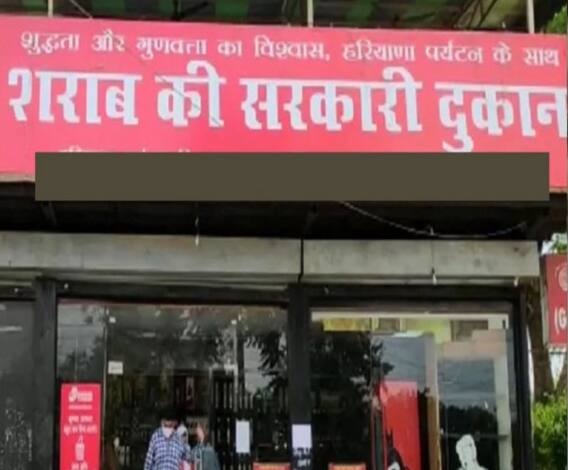 शुद्धता और गुणवत्ता का विश्वास, हरियाणा पर्यटन के साथ
शराब की सरकारी दुकान
(G